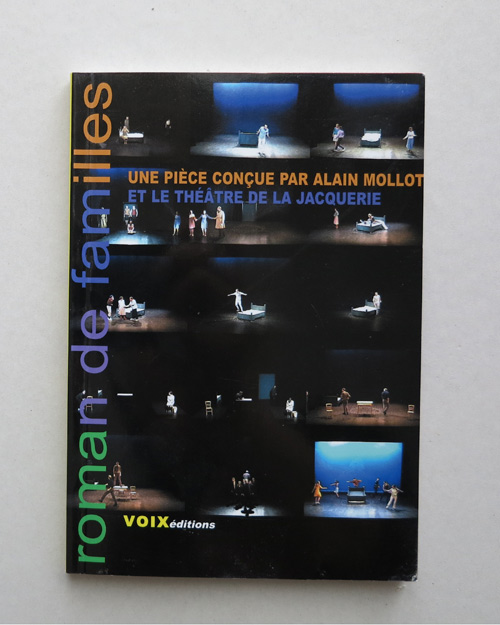 roman de familles
UNE PIÈCE CONÇUE PAR ALAIN MOLLOT
ET LE THÉÂTRE DE LA JACQUERIE
VOIXéditions